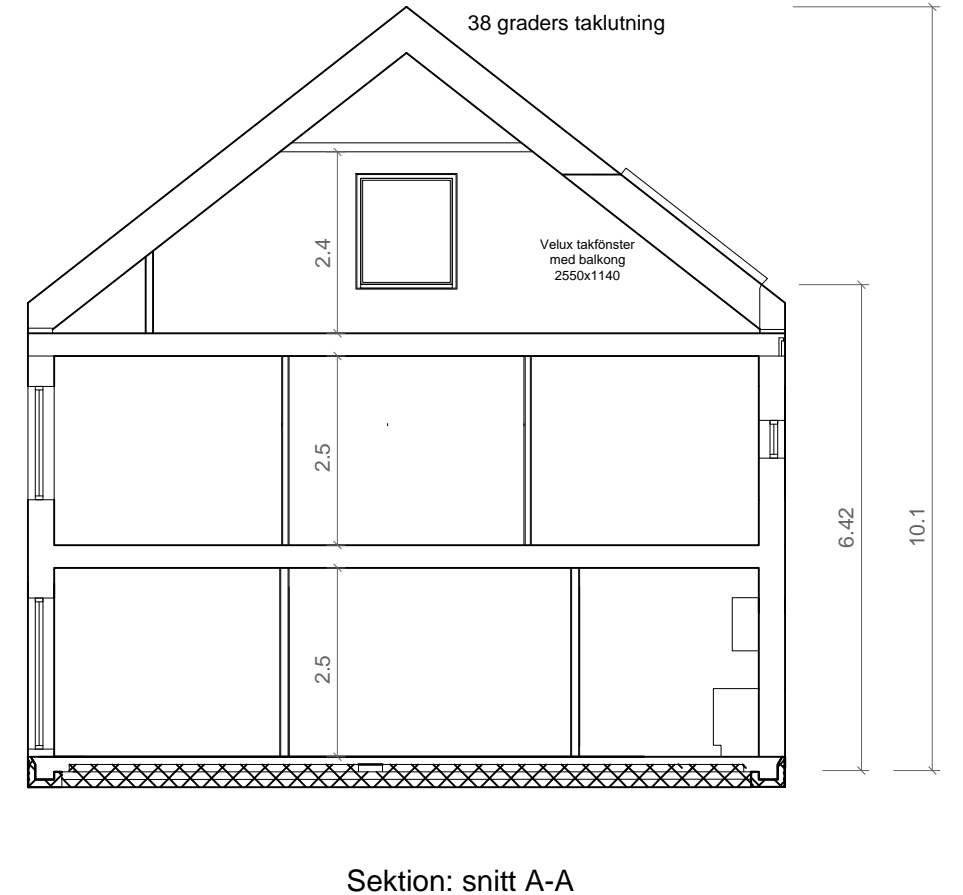 38 graders taklutning
2.4
Velux takfönster
med balkong
2550x1140
2.5
6.42
10.1
2.5
Sektion: snitt A-A